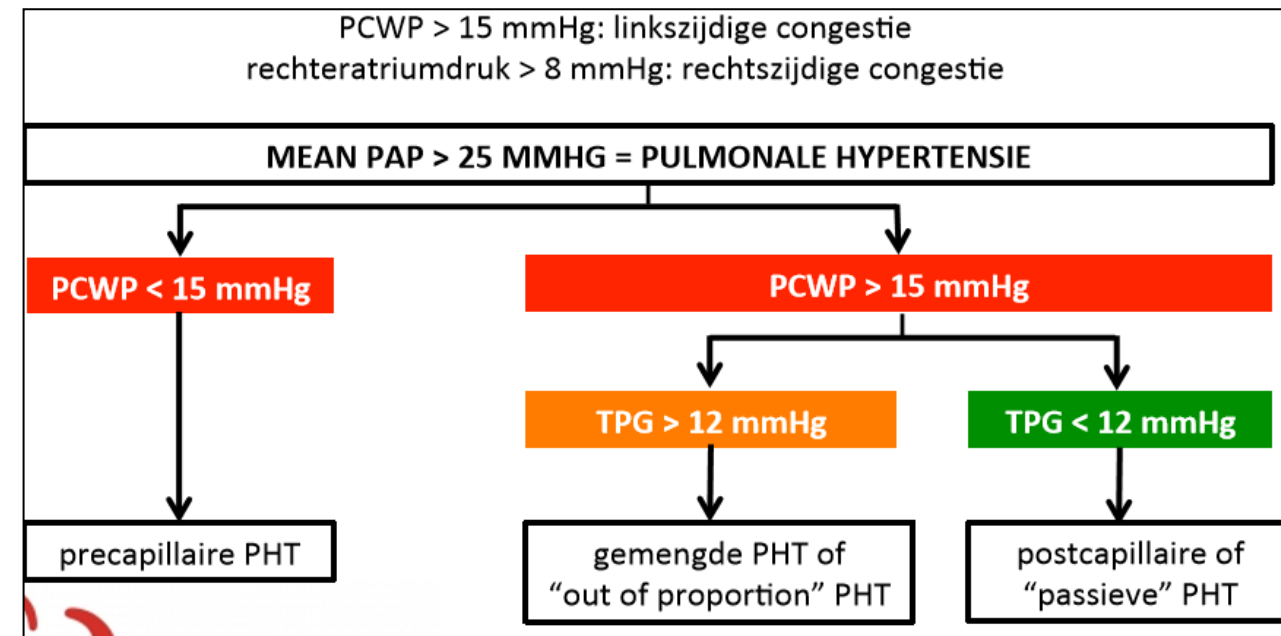 PCWP > 15 mmHg: linkszijdige congestie
rechteratriumdruk > 8 mmHg: rechtszijdige congestie
MEAN PAP > 25 MMHG = PULMONALE HYPERTENSIE
PCWP < 15 mmHg
PCWP > 15 mmHg
TPG > 12 mmHg
TPG < 12 mmHg
precapillaire PHT
gemengde PHT of
“out of proportion” PHT
postcapillaire of
“passieve” PHT